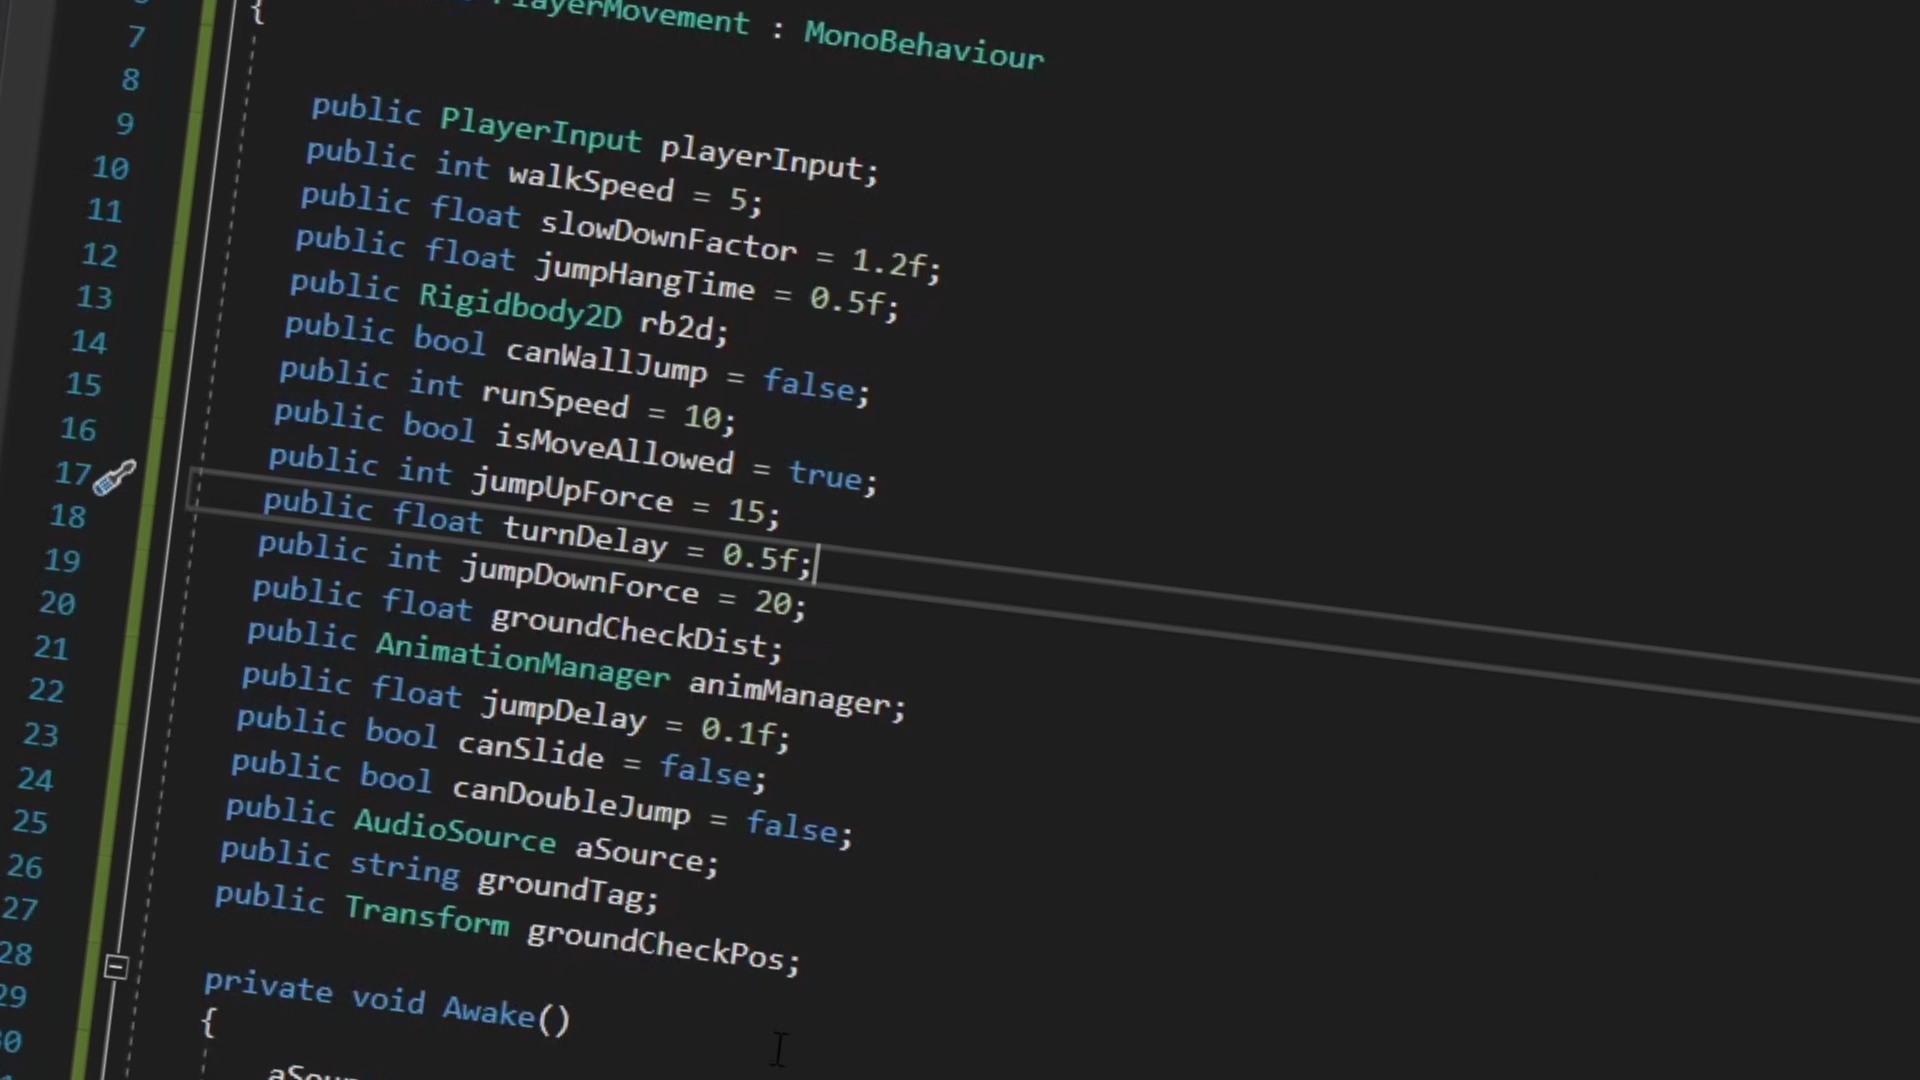 7
PlayerMovement : MonoBehaviour
{
8
9
public PlayerInput playerInput;
10
public int walkSpeed = 5;
11
public float slowDownFactor = 1.2f;
12
public float jumpHangTime = 0.5f;
13
public Rigidbody2D rb2d;
14
public bool canWallJump = false;
15
public int runSpeed = 10;
16
public bool isMoveAllowed = true;
17
public int jumpUpForce = 15;
18
public float turnDelay = 0.5f;
19
public int jumpDownForce = 20;
20
public float groundCheckDist;
21
public AnimationManager animManager;
22
public float jumpDelay = 0.1f;
23
public bool canSlide = false;
24
public bool canDoubleJump = false;
25
public AudioSource aSource;
26
public string groundTag;
27
public Transform groundCheckPos;
28
29
private void Awake()
30
{